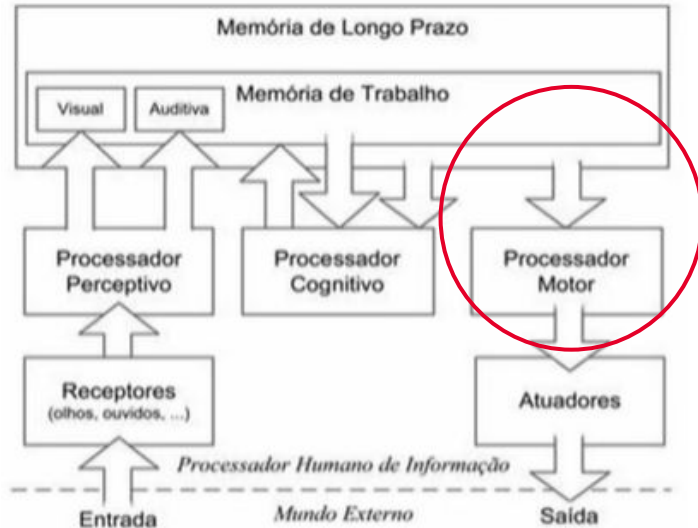 Memória de Longo Prazo
Memória de Trabalho
Visual
Auditiva
Processador
Perceptivo
Processador
Cognitivo
Processador
Motor
Receptores
(olhos, ouvidos, ...)
Atuadores
Processador Humano de Informação
Entrada
Mundo Externo
Saída